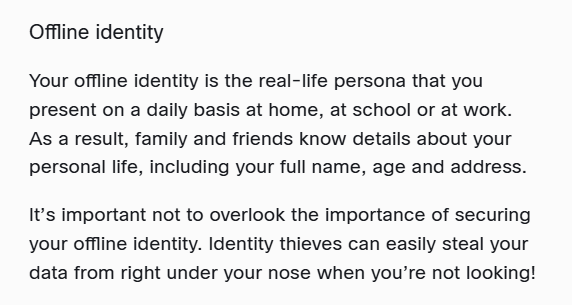 Offline identity
Your offline identity is the real-life persona that you
present on a daily basis at home, at school or at work.
As a result, family and friends know details about your
personal life, including your full name, age and address.
It’s important not to overlook the importance of securing
your offline identity. Identity thieves can easily steal your
data from right under your nose when you’re not looking!